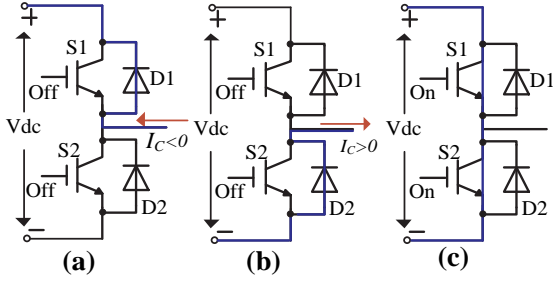 +
S1
D1
Off
Vdc
I_C<0
S2
Off
D2
−
(a)
+
S1
D1
Off
Vdc
I_C>0
S2
Off
D2
−
(b)
+
S1
D1
On
Vdc
S2
On
D2
−
(c)